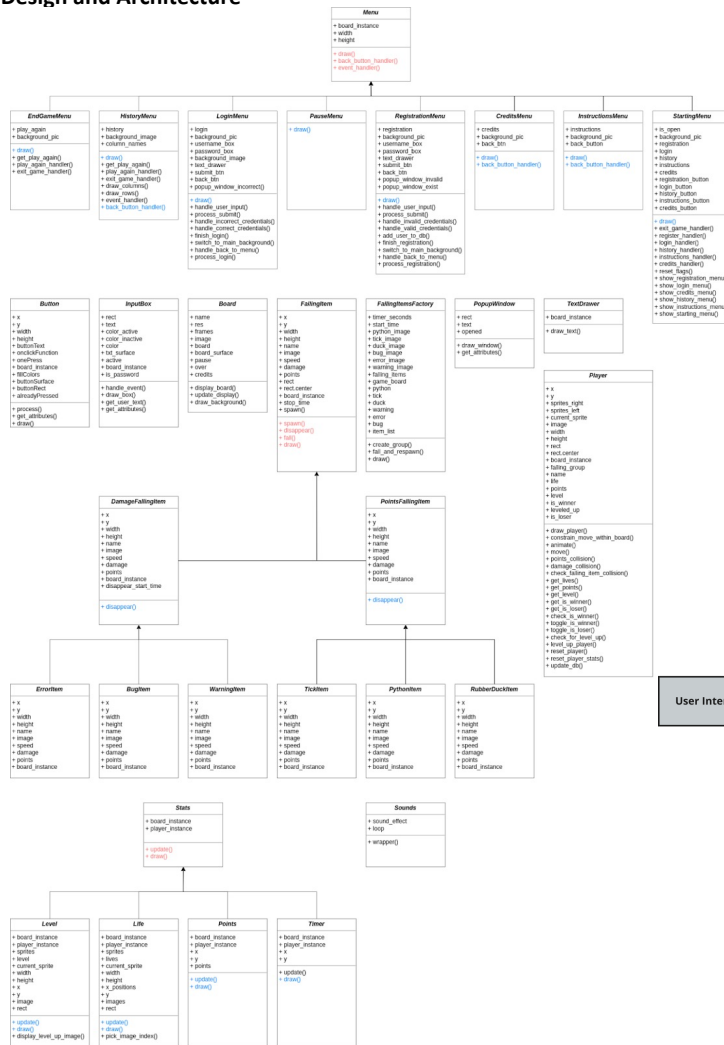 Design and Architecture
Menu
+ board_instance
+ width
+ height
+ draw()
+ back_button_handler()
+ event_handler()
EndGameMenu
+ play_again
+ background_pic
+ draw()
+ get_play_again()
+ play_again_handler()
+ exit_game_handler()
HistoryMenu
+ history
+ background_image
+ column_names
+ draw()
+ get_play_again()
+ play_again_handler()
+ exit_game_handler()
+ draw_columns()
+ draw_rows()
+ event_handler()
+ back_button_handler()
LoginMenu
+ login
+ background_pic
+ username_box
+ password_box
+ background_image
+ text_drawer
+ submit_btn
+ back_btn
+ popup_window_incorrect()
+ draw()
+ handle_user_input()
+ process_submit()
+ handle_incorrect_credentials()
+ handle_correct_credentials()
+ finish_login()
+ switch_to_main_background()
+ handle_back_to_menu()
+ process_login()
PauseMenu
+ draw()
RegistrationMenu
+ registration
+ background_pic
+ username_box
+ password_box
+ text_drawer
+ submit_btn
+ back_btn
+ popup_window_invalid
+ popup_window_exist
+ draw()
+ handle_user_input()
+ process_submit()
+ handle_invalid_credentials()
+ handle_valid_credentials()
+ add_user_to_db()
+ finish_registration()
+ switch_to_main_background()
+ handle_back_to_menu()
+ process_registration()
CreditsMenu
+ credits
+ background_pic
+ back_btn
+ draw()
+ back_button_handler()
InstructionsMenu
+ instructions
+ background_pic
+ back_button
+ draw()
+ back_button_handler()
StartingMenu
+ is_open
+ background_pic
+ registration
+ login
+ history
+ instructions
+ credits
+ registration_button
+ login_button
+ history_button
+ instructions_button
+ credits_button
+ draw()
+ exit_game_handler()
+ register_handler()
+ login_handler()
+ history_handler()
+ instructions_handler()
+ credits_handler()
+ reset_flags()
+ show_registration_menu
+ show_login_menu()
+ show_credits_menu()
+ show_history_menu()
+ show_instructions_menu
+ show_starting_menu()
Button
+ x
+ y
+ width
+ height
+ buttonText
+ onclickFunction
+ onePress
+ board_instance
+ fillColors
+ buttonSurface
+ buttonRect
+ alreadyPressed
+ process()
+ get_attributes()
+ draw()
InputBox
+ rect
+ text
+ color_active
+ color_inactive
+ color
+ txt_surface
+ active
+ board_instance
+ is_password
+ handle_event()
+ draw_box()
+ get_user_text()
+ get_attributes()
Board
+ name
+ res
+ frames
+ image
+ board
+ board_surface
+ pause
+ over
+ credits
+ display_board()
+ update_display()
+ draw_background()
FallingItem
+ x
+ y
+ width
+ height
+ name
+ image
+ speed
+ damage
+ points
+ rect
+ rect.center
+ board_instance
+ stop_time
+ spawn()
+ spawn()
+ disappear()
+ fall()
+ draw()
FallingItemsFactory
+ timer_seconds
+ start_time
+ python_image
+ tick_image
+ duck_image
+ bug_image
+ error_image
+ warning_image
+ falling_items
+ game_board
+ python
+ tick
+ duck
+ warning
+ error
+ bug
+ item_list
+ create_group()
+ fall_and_respawn()
+ draw()
PopupWindow
+ rect
+ text
+ opened
+ draw_window()
+ get_attributes()
TextDrawer
+ board_instance
+ draw_text()
Player
+ x
+ y
+ sprites_right
+ sprites_left
+ current_sprite
+ image
+ width
+ height
+ rect
+ rect.center
+ board_instance
+ falling_group
+ name
+ life
+ points
+ level
+ is_winner
+ leveled_up
+ is_loser
+ draw_player()
+ constrain_move_within_board()
+ animate()
+ move()
+ points_collision()
+ damage_collision()
+ check_falling_item_collision()
+ get_lives()
+ get_points()
+ get_level()
+ get_is_winner()
+ get_is_loser()
+ check_is_winner()
+ toggle_is_winner()
+ toggle_is_loser()
+ check_for_level_up()
+ level_up_player()
+ reset_player()
+ reset_player_stats()
+ update_db()
DamageFallingItem
+ x
+ y
+ width
+ height
+ name
+ image
+ speed
+ damage
+ points
+ board_instance
+ disappear_start_time
+ disappear()
PointsFallingItem
+ x
+ y
+ width
+ height
+ name
+ image
+ speed
+ damage
+ points
+ board_instance
+ disappear()
ErrorItem
+ x
+ y
+ width
+ height
+ name
+ image
+ speed
+ damage
+ points
+ board_instance
BugItem
+ x
+ y
+ width
+ height
+ name
+ image
+ speed
+ damage
+ points
+ board_instance
WarningItem
+ x
+ y
+ width
+ height
+ name
+ image
+ speed
+ damage
+ points
+ board_instance
TickItem
+ x
+ y
+ width
+ height
+ name
+ image
+ speed
+ damage
+ points
+ board_instance
PythonItem
+ x
+ y
+ width
+ height
+ name
+ image
+ speed
+ damage
+ points
+ board_instance
RubberDuckItem
+ x
+ y
+ width
+ height
+ name
+ image
+ speed
+ damage
+ points
+ board_instance
User Inter
Stats
+ board_instance
+ player_instance
+ update()
+ draw()
Sounds
+ sound_effect
+ loop
+ wrapper()
Level
+ board_instance
+ player_instance
+ sprites
+ level
+ current_sprite
+ width
+ height
+ x
+ y
+ image
+ rect
+ update()
+ draw()
+ display_level_up_image()
Life
+ board_instance
+ player_instance
+ sprites
+ lives
+ current_sprite
+ width
+ height
+ x_positions
+ y
+ images
+ rect
+ update()
+ draw()
+ pick_image_index()
Points
+ board_instance
+ player_instance
+ x
+ y
+ points
+ update()
+ draw()
Timer
+ board_instance
+ player_instance
+ x
+ y
+ update()
+ draw()